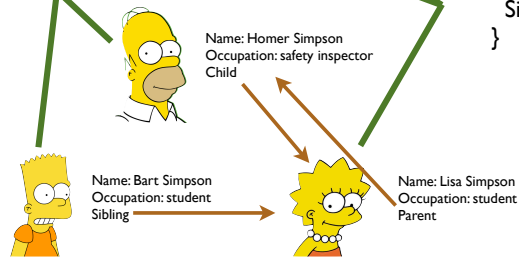 Si
}
Name: Homer Simpson
Occupation: safety inspector
Child
Name: Bart Simpson
Occupation: student
Sibling
Name: Lisa Simpson
Occupation: student
Parent